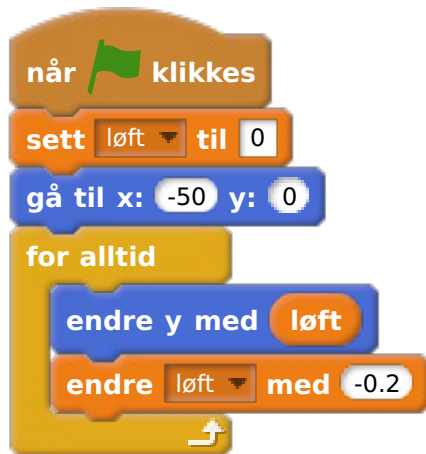 når klikkes
sett løft til 0
gå til x: -50 y: 0
for alltid
endre y med løft
endre løft med -0.2